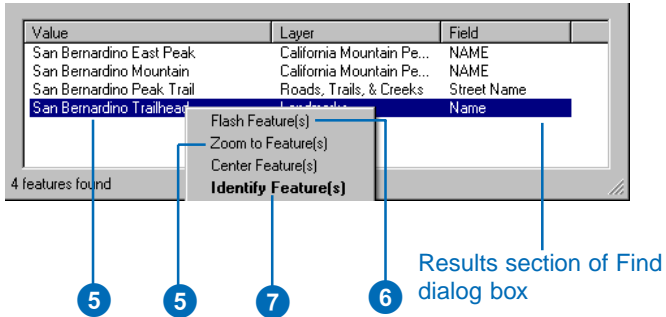 Value Layer Field
San Bernardino East Peak California Mountain Pe... NAME
San Bernardino Mountain California Mountain Pe... NAME
San Bernardino Peak Trail Roads, Trails, & Creeks Street Name
San Bernardino Trailhead Landmarks Name
Flash Feature(s)
Zoom to Feature(s)
Center Feature(s)
Identify Feature(s)
4 features found
Results section of Find
dialog box
5 5 7 6